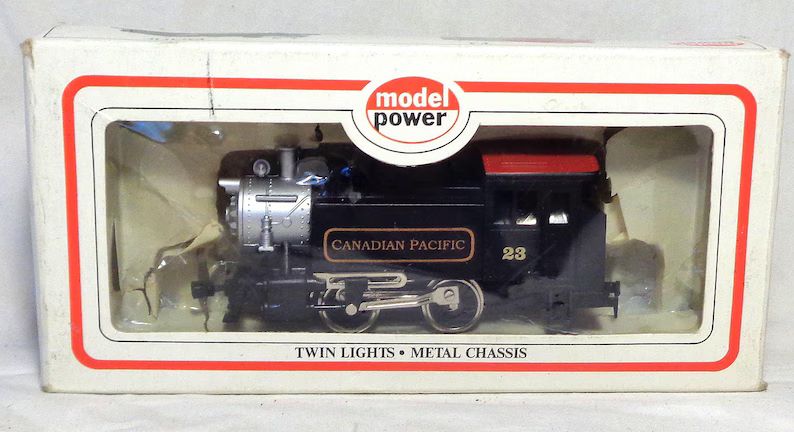 model
power
CANADIAN PACIFIC
23
TWIN LIGHTS • METAL CHASSIS